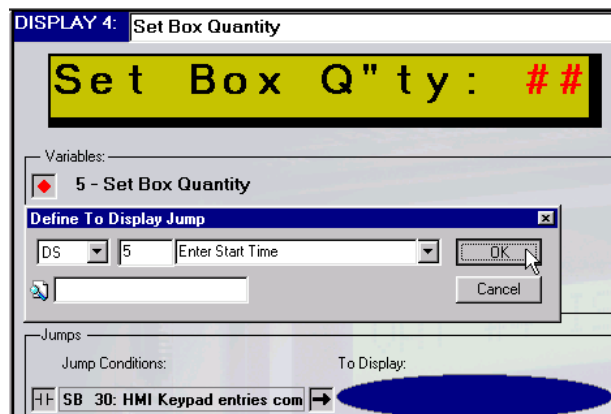 DISPLAY 4: Set Box Quantity
Set Box Q"ty: ##
Variables:
5 - Set Box Quantity
Define To Display Jump
DS 5 Enter Start Time OK
Cancel
Jumps
Jump Conditions: To Display:
SB 30: HMI Keypad entries com